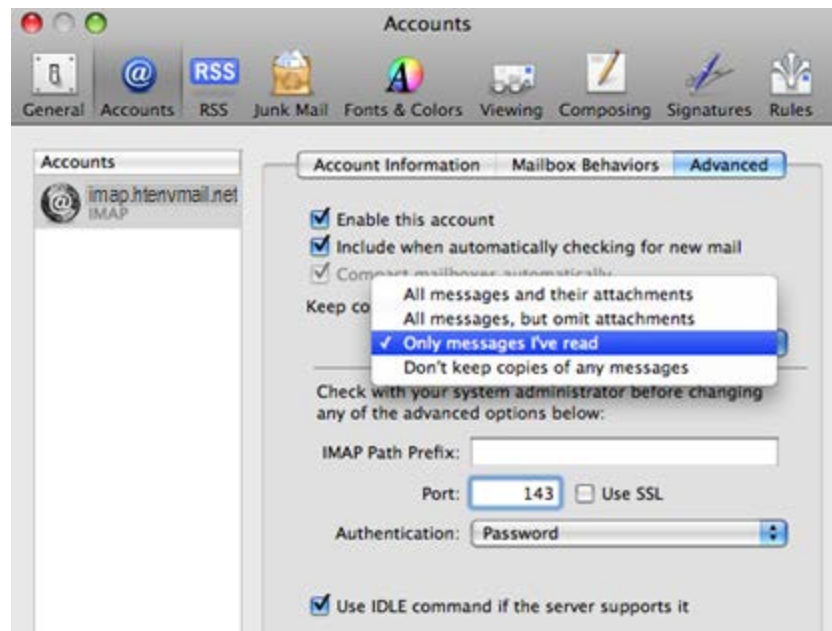 Accounts
RSS
General Accounts RSS Junk Mail Fonts & Colors Viewing Composing Signatures Rules
Accounts
imap.htenvmail.net
IMAP
Account Information Mailbox Behaviors Advanced
Enable this account
Include when automatically checking for new mail
Compact mailboxes automatically
Keep co
All messages and their attachments
All messages, but omit attachments
✓ Only messages I've read
Don't keep copies of any messages
Check with your system administrator before changing
any of the advanced options below:
IMAP Path Prefix:
Port: 143 Use SSL
Authentication: Password
Use IDLE command if the server supports it